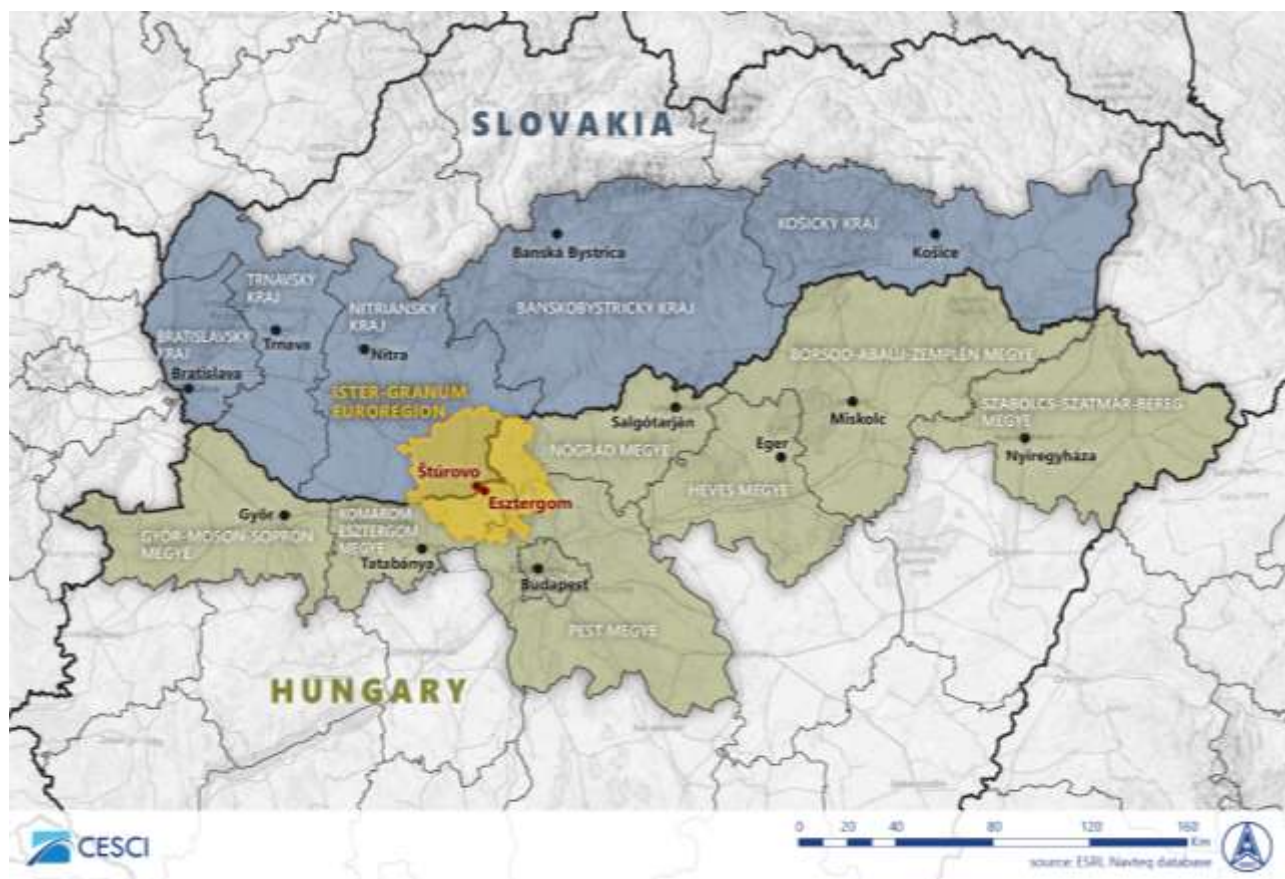 SLOVAKIA
KOŠICKÝ KRAJ
Banská Bystrica
Košice
TRNAVSKÝ
KRAJ
NITRIANSKY
KRAJ
BANSKOBYSTRICKÝ KRAJ
BRATISLAVSKÝ
KRAJ
Trnava
Nitra
BORSOD-ABAÚJ-ZEMPLÉN MEGYE
Bratislava
ISTER-GRANUM
EUROREGION
SZABOLCS-SZATMÁR-BEREG
MEGYE
Salgótarján
Miskolc
Eger
NÓGRÁD MEGYE
Nyíregyháza
Štúrovo
Esztergom
HEVES MEGYE
Győr
KOMÁROM
ESZTERGOM
MEGYE
GYŐR-MOSON-SOPRON
MEGYE
Tatabánya
Budapest
PEST MEGYE
HUNGARY
CESCI
0 20 40 80 120 160
Km
source: ESRI, Navteq database